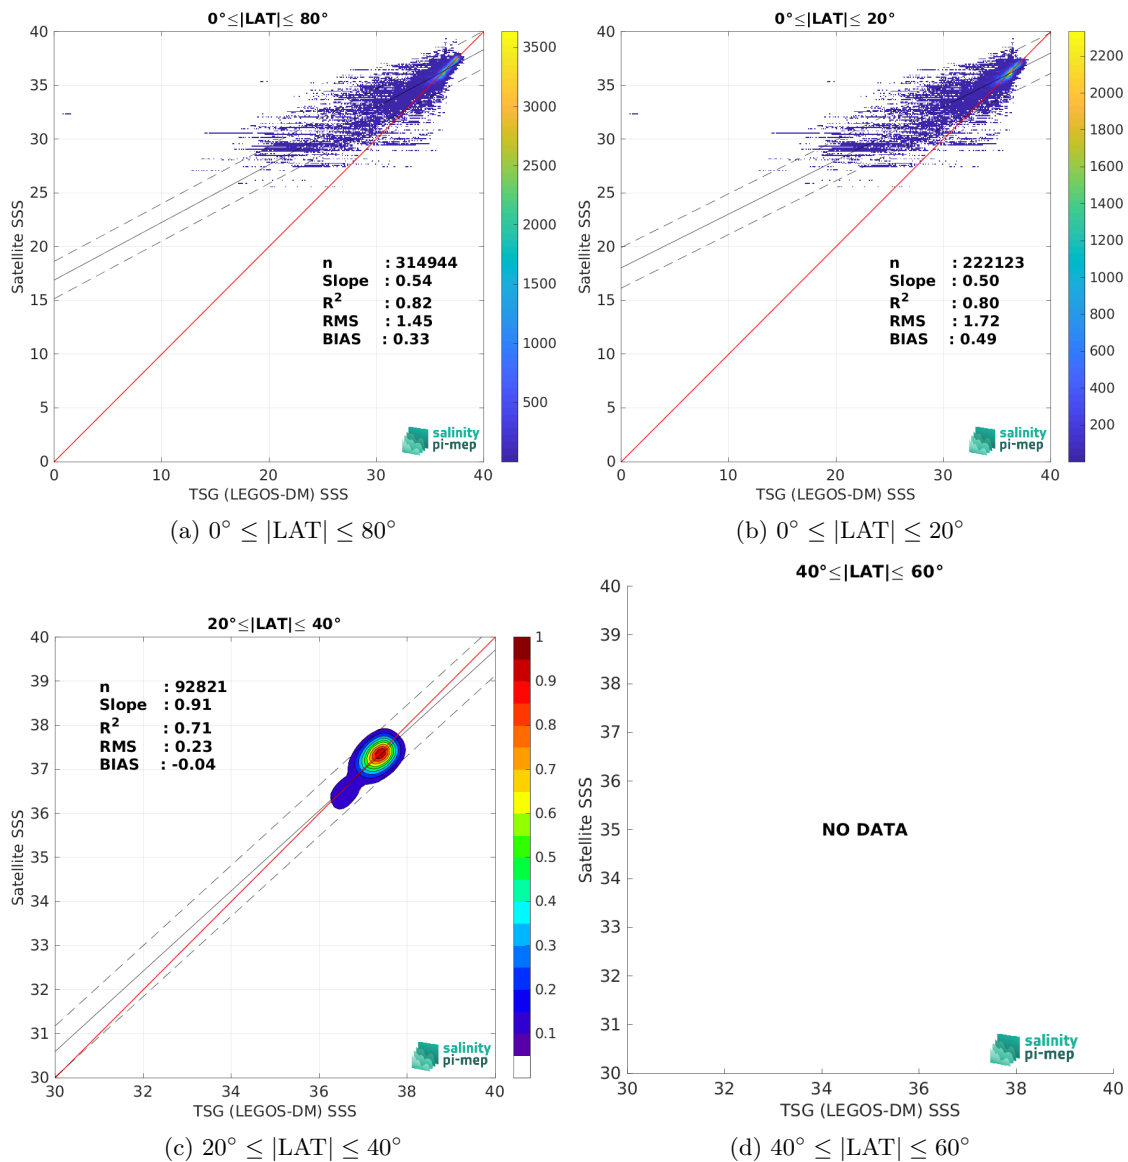 0°≤|LAT|≤ 80°
40
35
30
25
20
15
10
5
0
Satellite SSS
n : 314944
Slope : 0.54
R² : 0.82
RMS : 1.45
BIAS : 0.33
salinity
pi-mep
0 10 20 30 40
TSG (LEGOS-DM) SSS
3500
3000
2500
2000
1500
1000
500
(a) 0° ≤ |LAT| ≤ 80°
0°≤|LAT|≤ 20°
40
35
30
25
20
15
10
5
0
Satellite SSS
n : 222123
Slope : 0.50
R² : 0.80
RMS : 1.72
BIAS : 0.49
salinity
pi-mep
0 10 20 30 40
TSG (LEGOS-DM) SSS
2200
2000
1800
1600
1400
1200
1000
800
600
400
200
(b) 0° ≤ |LAT| ≤ 20°
20°≤|LAT|≤ 40°
40
39
38
37
36
35
34
33
32
31
30
Satellite SSS
n : 92821
Slope : 0.91
R² : 0.71
RMS : 0.23
BIAS : -0.04
salinity
pi-mep
30 32 34 36 38 40
TSG (LEGOS-DM) SSS
1
0.9
0.8
0.7
0.6
0.5
0.4
0.3
0.2
0.1
(c) 20° ≤ |LAT| ≤ 40°
40°≤|LAT|≤ 60°
40
39
38
37
36
35
34
33
32
31
30
Satellite SSS
NO DATA
salinity
pi-mep
30 32 34 36 38 40
TSG (LEGOS-DM) SSS
(d) 40° ≤ |LAT| ≤ 60°